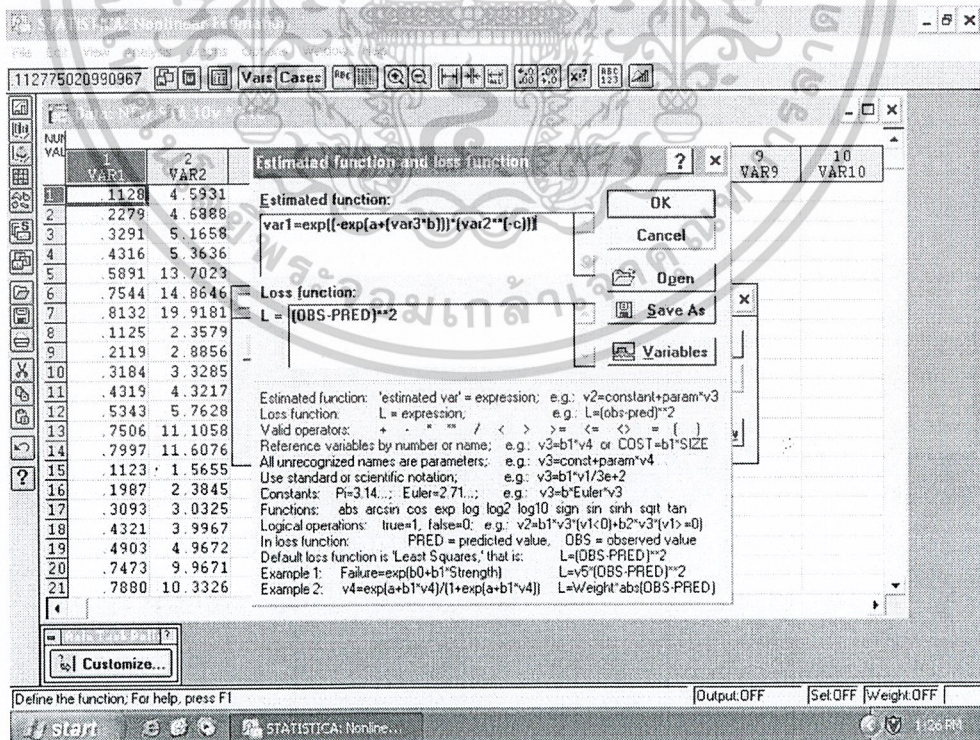 STATISTICA: Nonlinear Estimation
File Edit View Analysis Graphs Options Window Help
.112775020990967 Vars Cases
NUM
VAL
1 VAR1 2 VAR2 9 VAR9 10 VAR10
1 .1128 4.5931
2 .2279 4.6888
3 .3291 5.1658
4 .4316 5.3636
5 .5891 13.7023
6 .7544 14.8646
7 .8132 19.9181
8 .1125 2.3579
9 .2119 2.8856
10 .3184 3.3285
11 .4319 4.3217
12 .5343 5.7628
13 .7506 11.1058
14 .7997 11.6076
15 .1123 1.5655
16 .1987 2.3845
17 .3093 3.0325
18 .4321 3.9967
19 .4903 4.9672
20 .7473 9.9671
21 .7880 10.3326
Estimated function and loss function
Estimated function:
var1=exp((-exp(a+(var3*b)))*(var2**(-c)))
Loss function:
L = (OBS-PRED)**2
OK
Cancel
Open
Save As
Variables
Estimated function: 'estimated var' = expression; e.g.: v2=constant+param*v3
Loss function: L = expression; e.g.: L=(obs-pred)**2
Valid operators: + - * ** / < > >= <= <> = ( )
Reference variables by number or name; e.g.: v3=b1*v4 or COST=b1*SIZE
All unrecognized names are parameters; e.g.: v3=const+param*v4
Use standard or scientific notation; e.g.: v3=b1*v1/3e+2
Constants: Pi=3.14...; Euler=2.71...; e.g.: v3=b*Euler*v3
Functions: abs arcsin cos exp log log2 log10 sign sin sinh sqrt tan
Logical operations: true=1, false=0; e.g.: v2=b1*v3*(v1<0)+b2*v3*(v1>=0)
In loss function: PRED = predicted value, OBS = observed value
Default loss function is 'Least Squares,' that is: L=(OBS-PRED)**2
Example 1: Failure=exp(b0+b1*Strength) L=v5*(OBS-PRED)**2
Example 2: v4=exp(a+b1*v4)/(1+exp(a+b1*v4)) L=Weight*abs(OBS-PRED)
Customize...
Define the function; For help, press F1
Output:OFF Sel:OFF Weight:OFF
start STATISTICA: Nonline... 1:26 PM